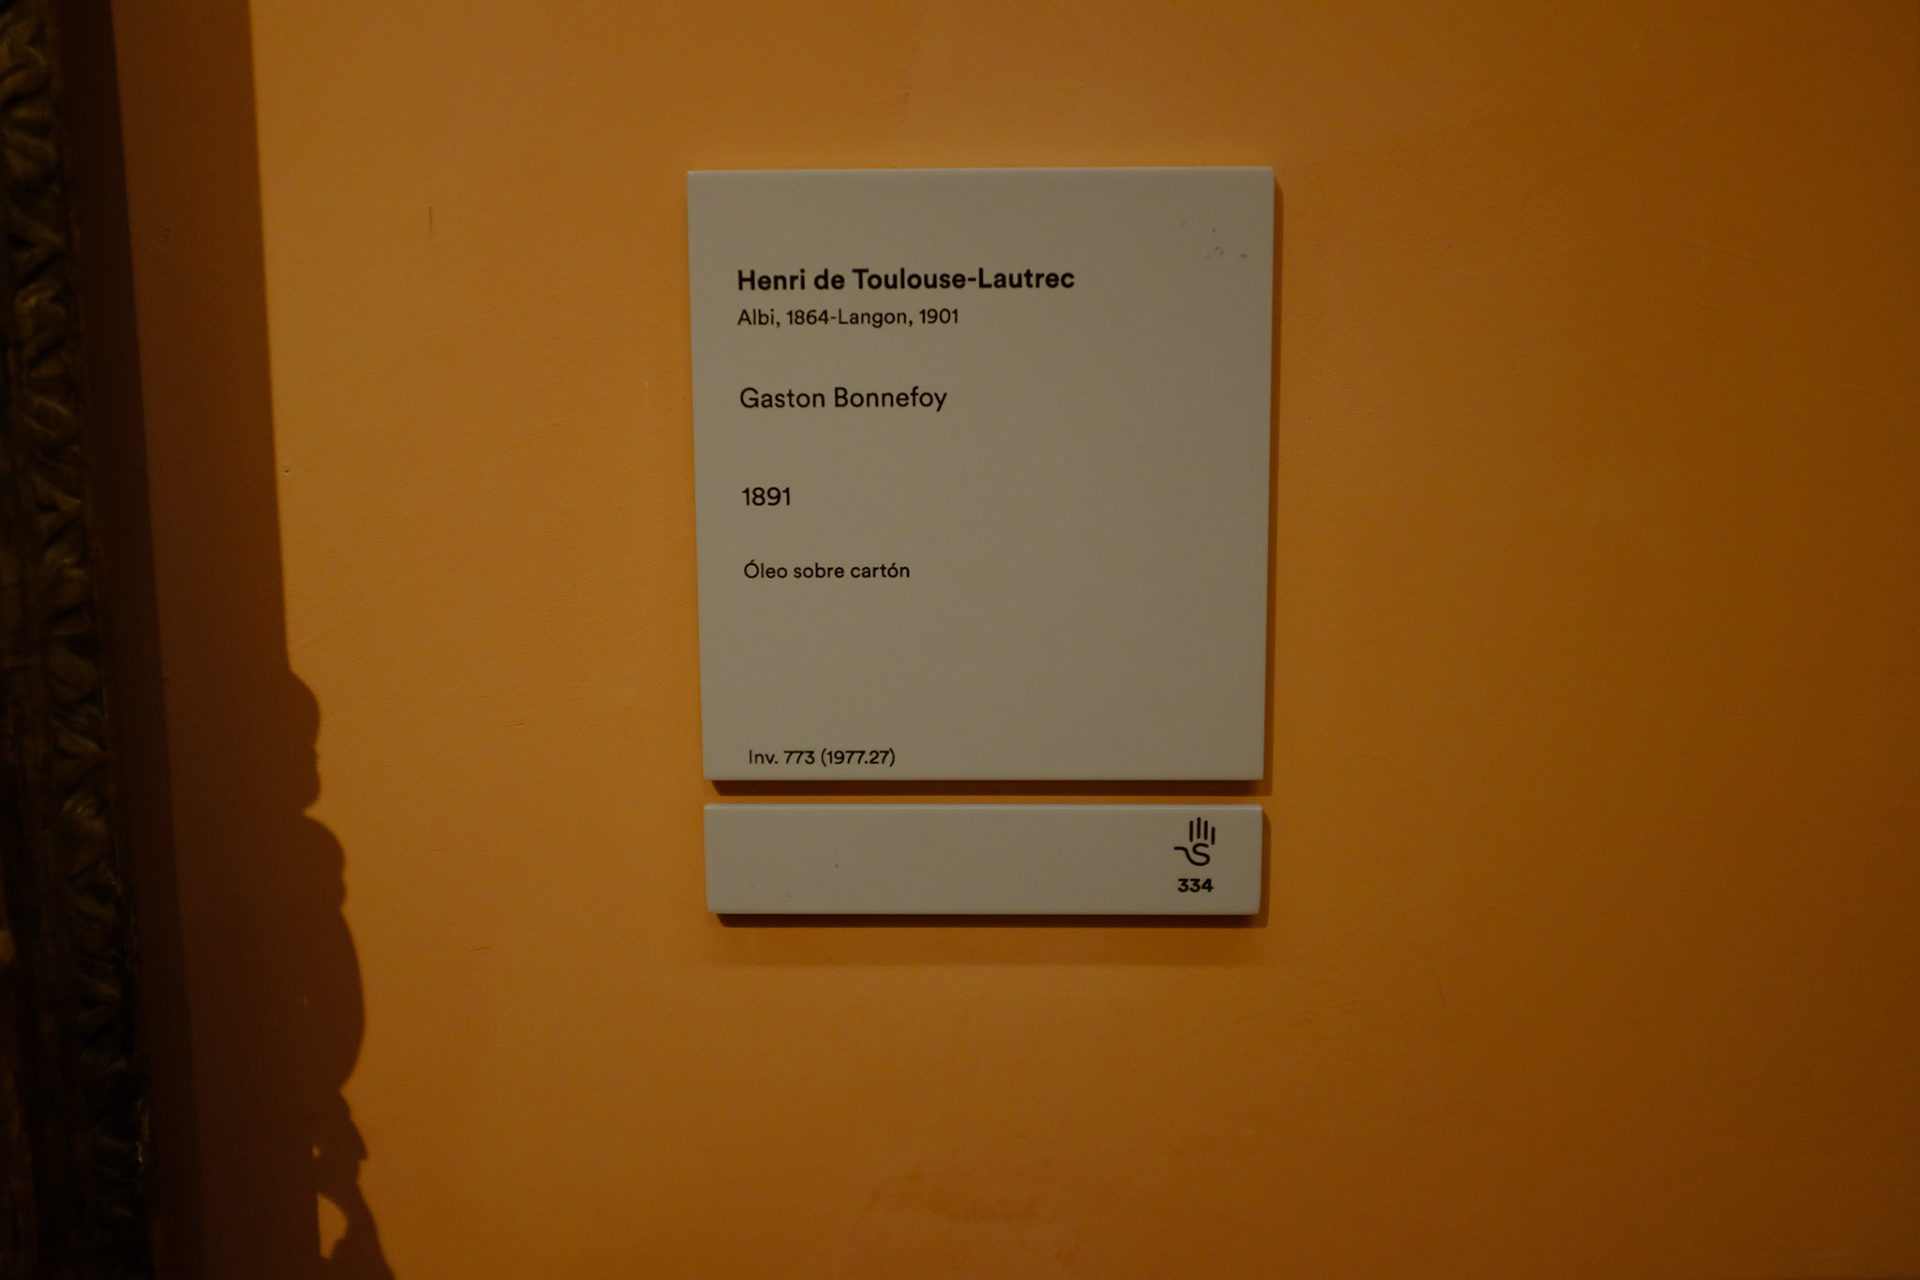 Henri de Toulouse-Lautrec
Albi, 1864-Langon, 1901
Gaston Bonnefoy
1891
Óleo sobre cartón
Inv. 773 (1977.27)
334